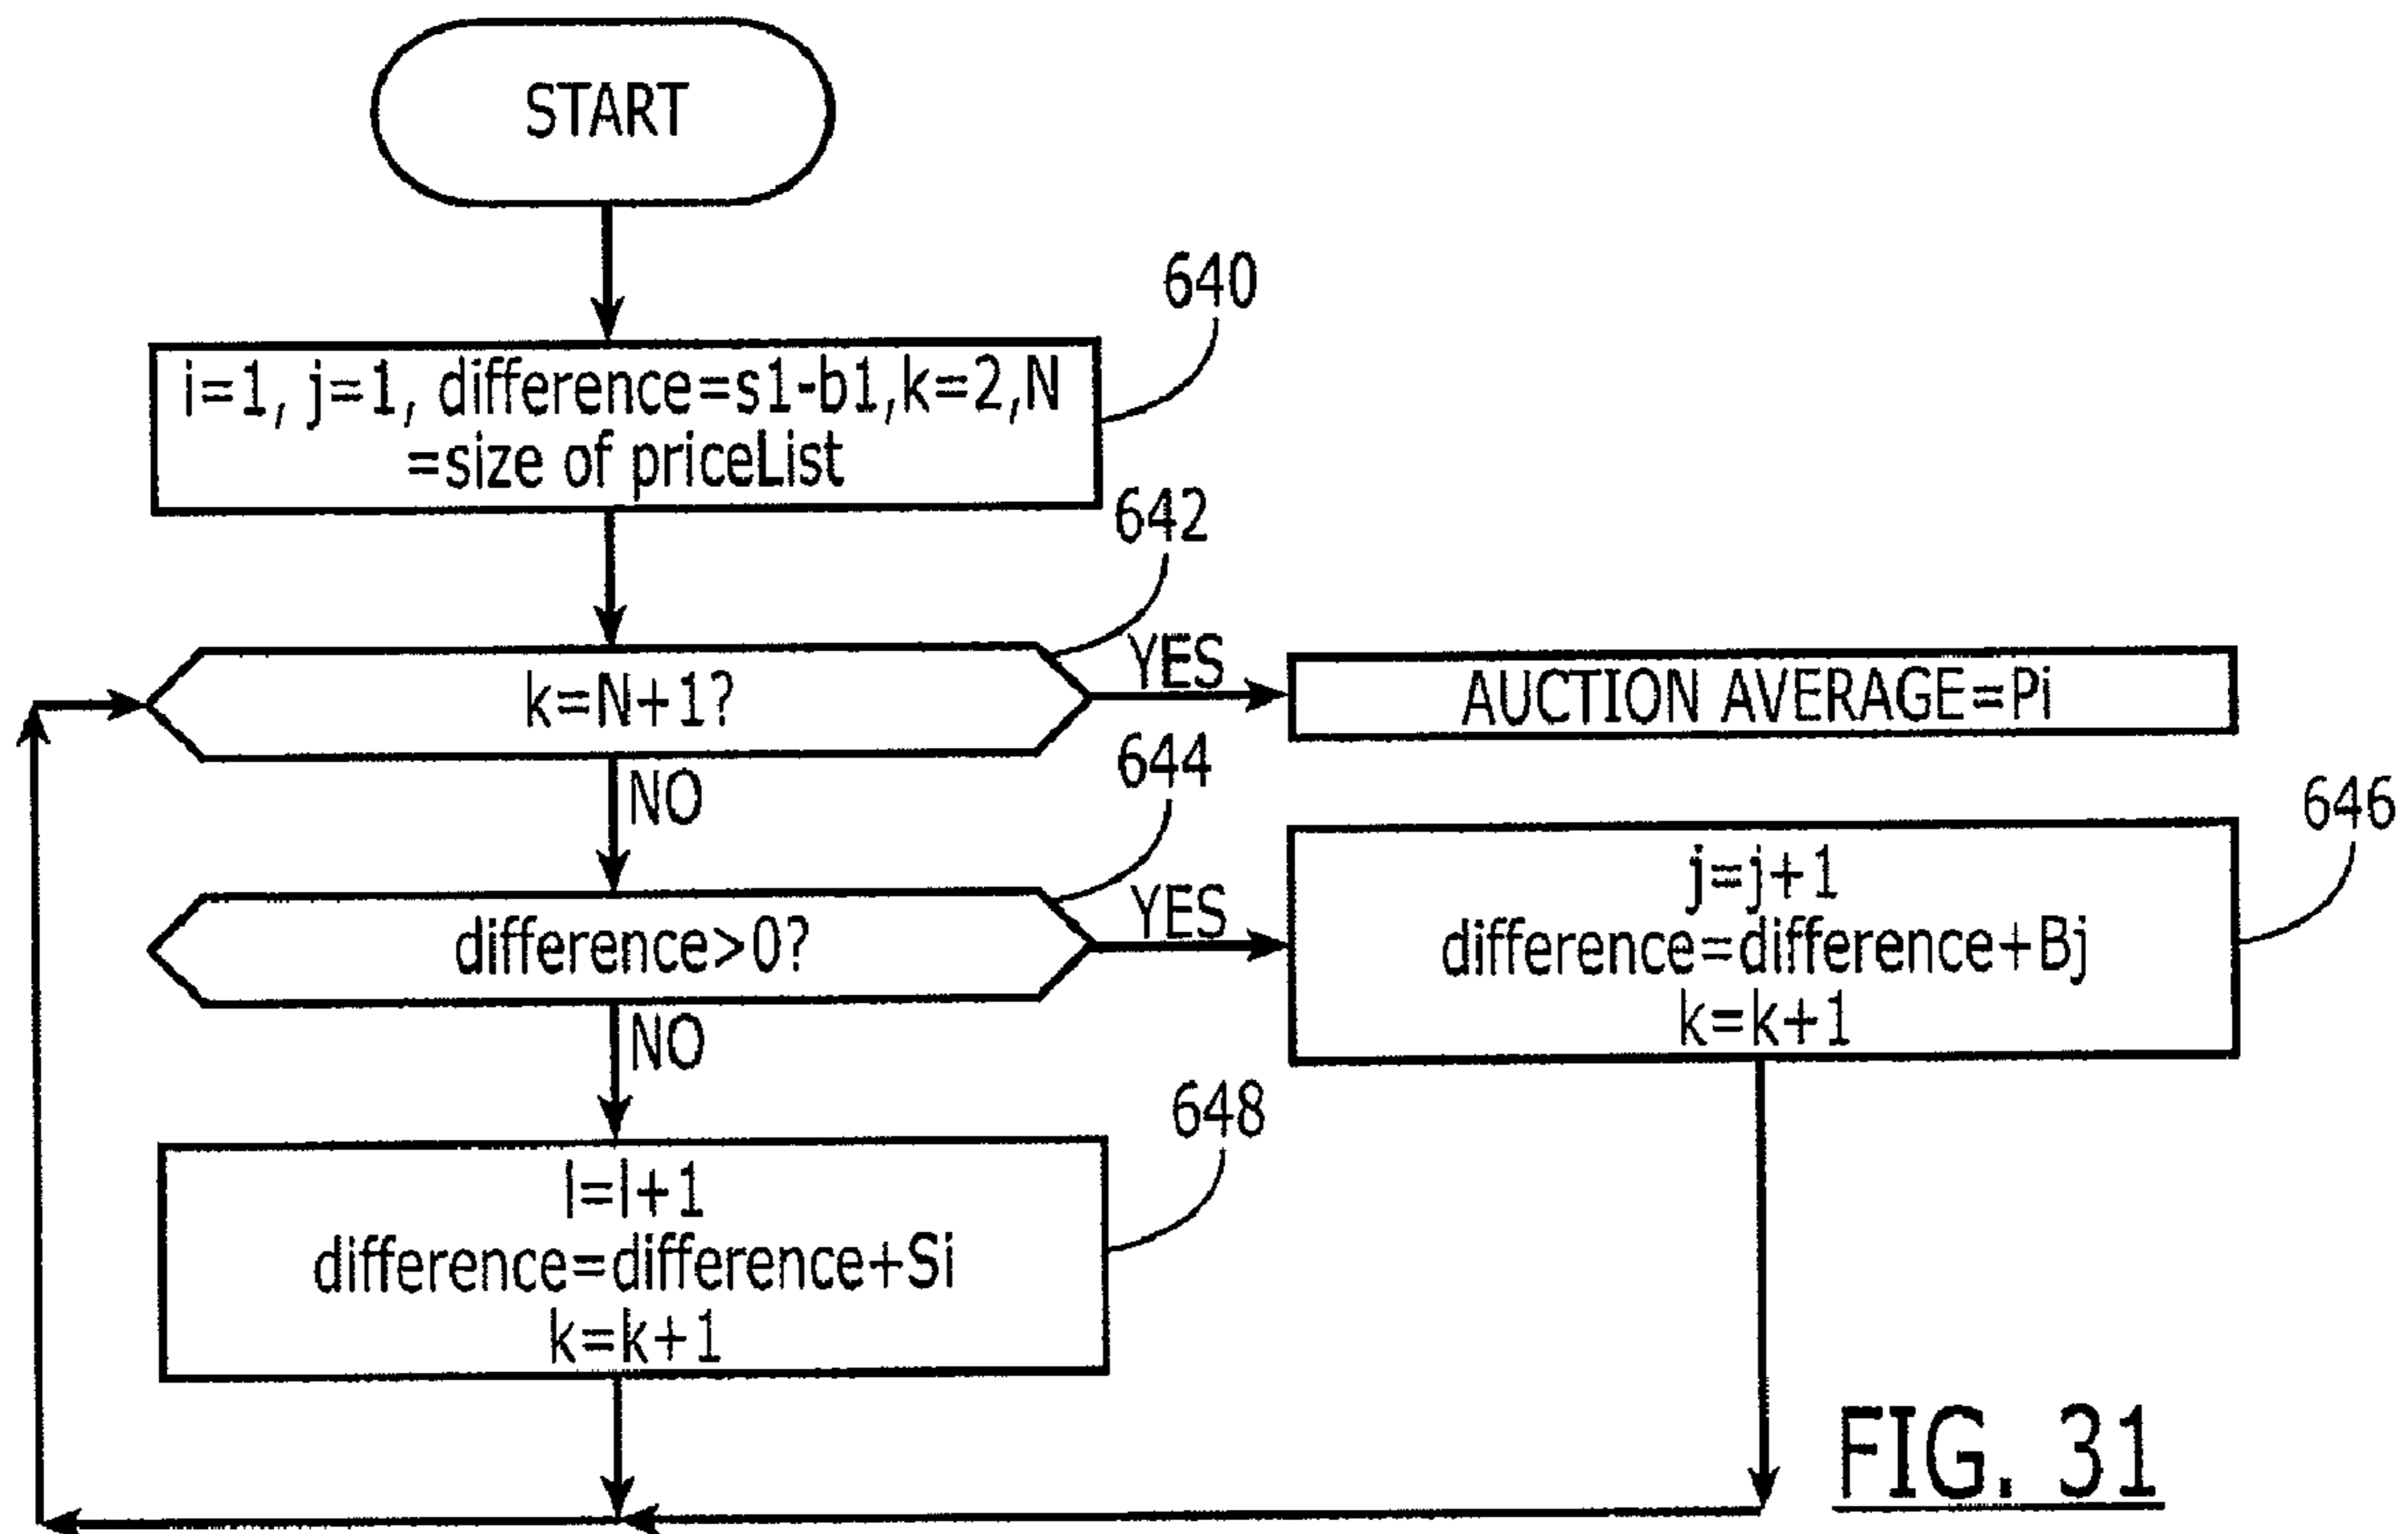 START
640
i=1, j=1, difference=s1-b1,k=2,N
=size of priceList
642
k=N+1?
YES
AUCTION AVERAGE=Pi
NO
644
difference>0?
YES
646
j=j+1
difference=difference+Bj
k=k+1
NO
648
I=I+1
difference=difference+Si
k=k+1
FIG. 31